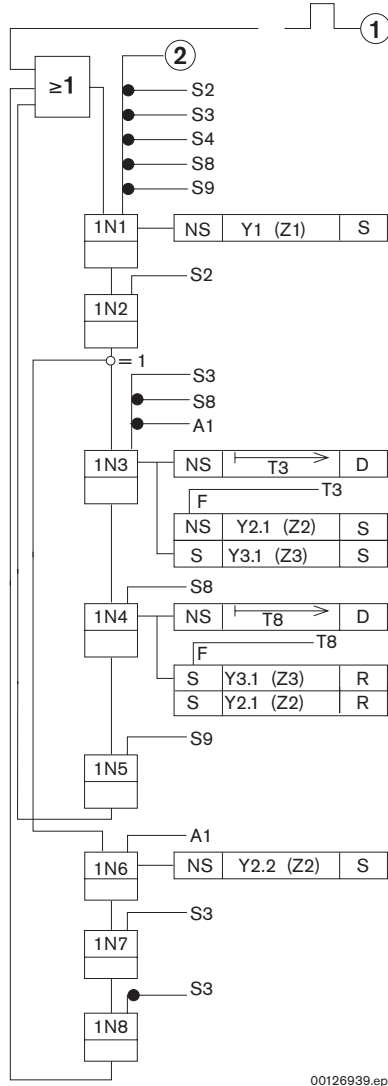 1
2
≥1
S2
S3
S4
S8
S9
1N1 NS Y1 (Z1) S
S2
1N2
= 1
S3
S8
A1
1N3 NS T3 D
T3
F
NS Y2.1 (Z2) S
S Y3.1 (Z3) S
S8
1N4 NS T8 D
T8
F
S Y3.1 (Z3) R
S Y2.1 (Z2) R
S9
1N5
A1
1N6 NS Y2.2 (Z2) S
S3
1N7
S3
1N8
00126939.ep